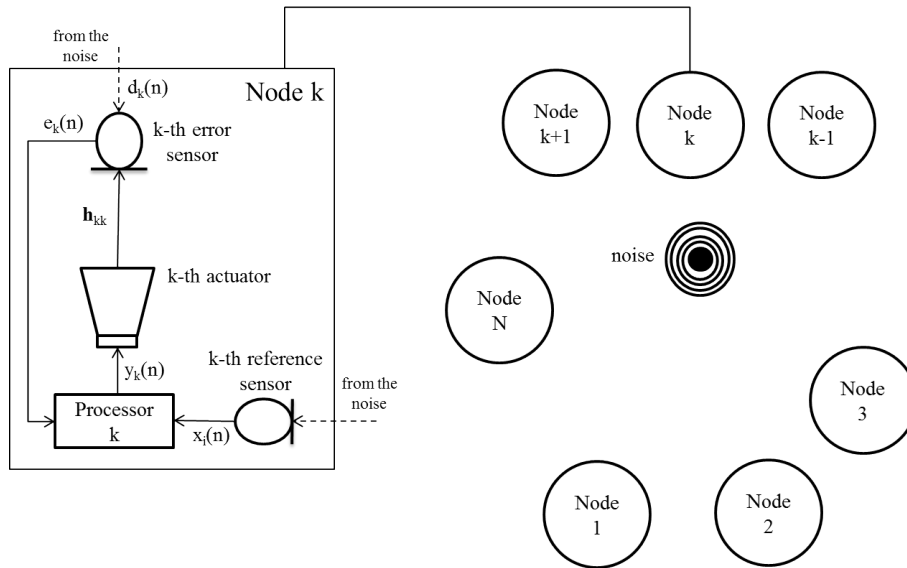 from the
noise
d_k(n)
Node k
e_k(n)
k-th error
sensor
h_kk
k-th actuator
y_k(n)
k-th reference
sensor
Processor
k
x_i(n)
from the
noise
Node
k+1
Node
k
Node
k-1
noise
Node
N
Node
3
Node
1
Node
2